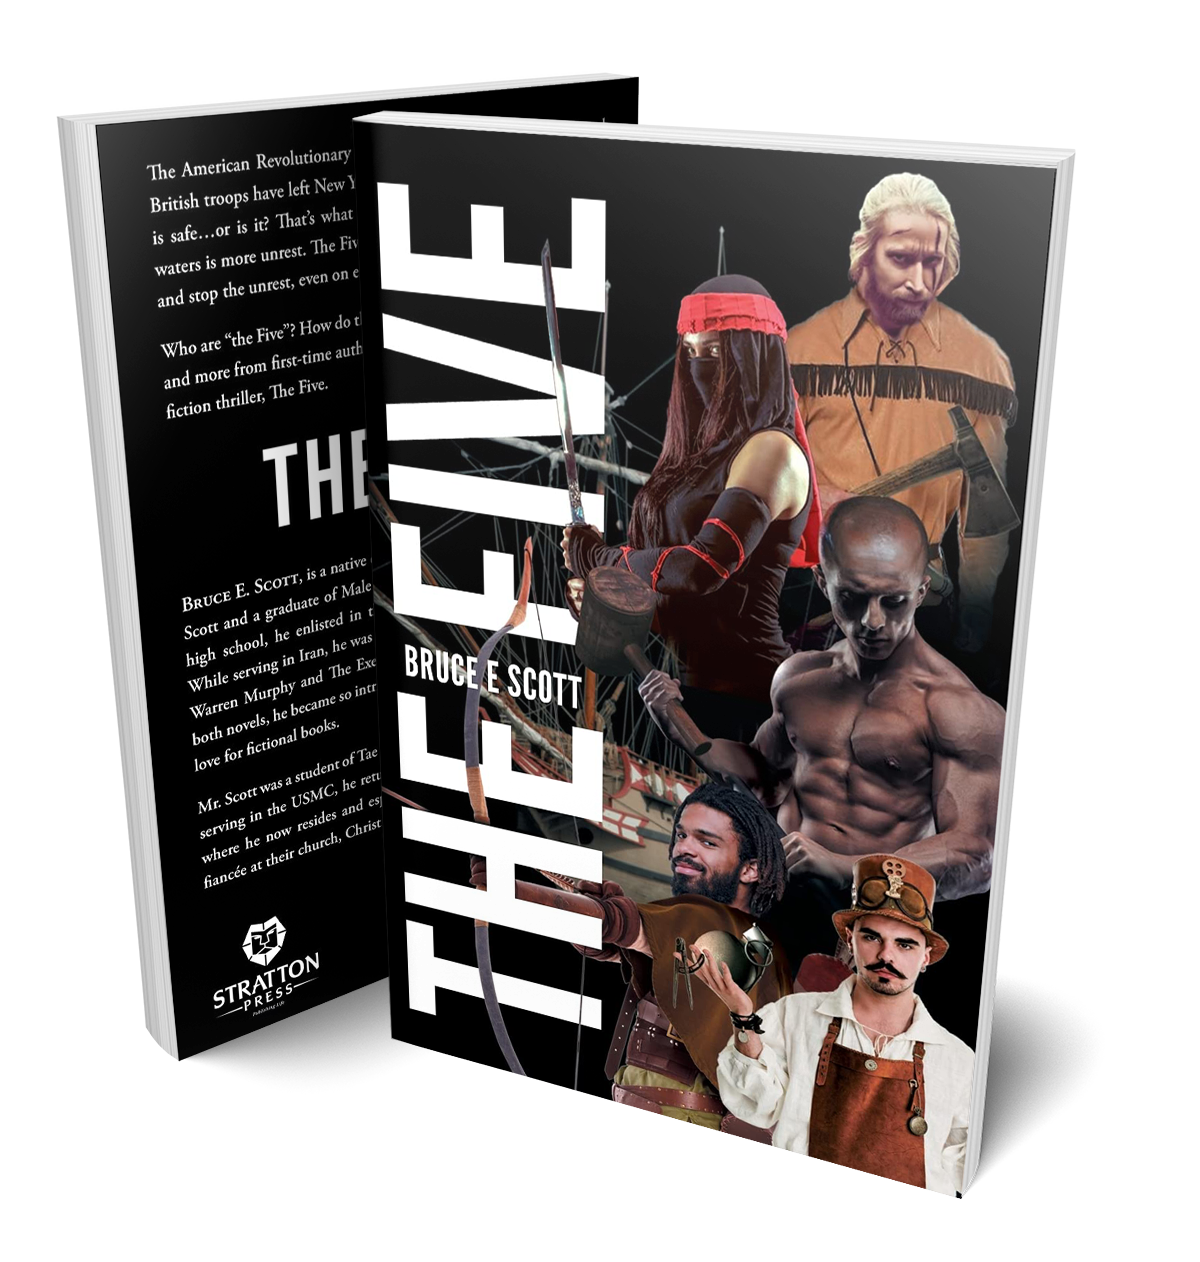 The American Revolutionary
British troops have left New Y
is safe…or is it? That’s what
waters is more unrest. The Fiv
and stop the unrest, even on e
Who are “the Five”? How do th
and more from first-time auth
fiction thriller, The Five.
THE
BRUCE E. SCOTT, is a native
Scott and a graduate of Male
high school, he enlisted in t
While serving in Iran, he was
Warren Murphy and The Exe
both novels, he became so intr
love for fictional books.
Mr. Scott was a student of Tae
serving in the USMC, he retu
where he now resides and esp
fiancée at their church, Christ
STRATTON
PRESS
Publishing Life
THE FIVE
BRUCE E SCOTT